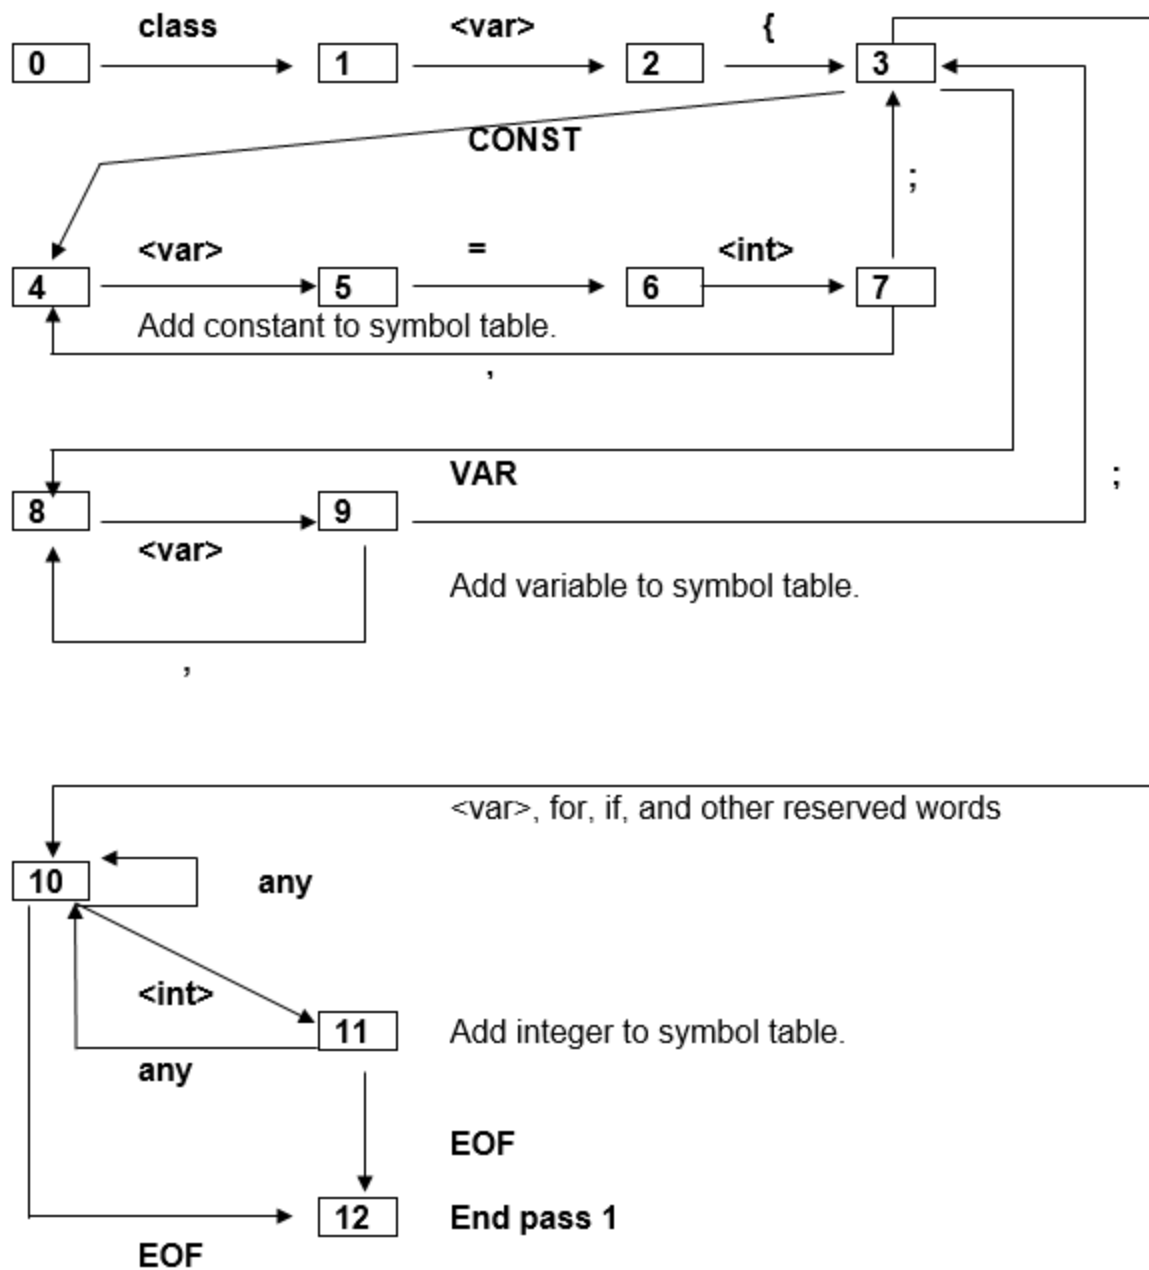 class <var> {
0 1 2 3
CONST
;
<var> = <int>
4 5 6 7
Add constant to symbol table.
,
VAR ;
8 9
<var>
Add variable to symbol table.
,
<var>, for, if, and other reserved words
10 any
<int>
11 Add integer to symbol table.
any
EOF
12 End pass 1
EOF